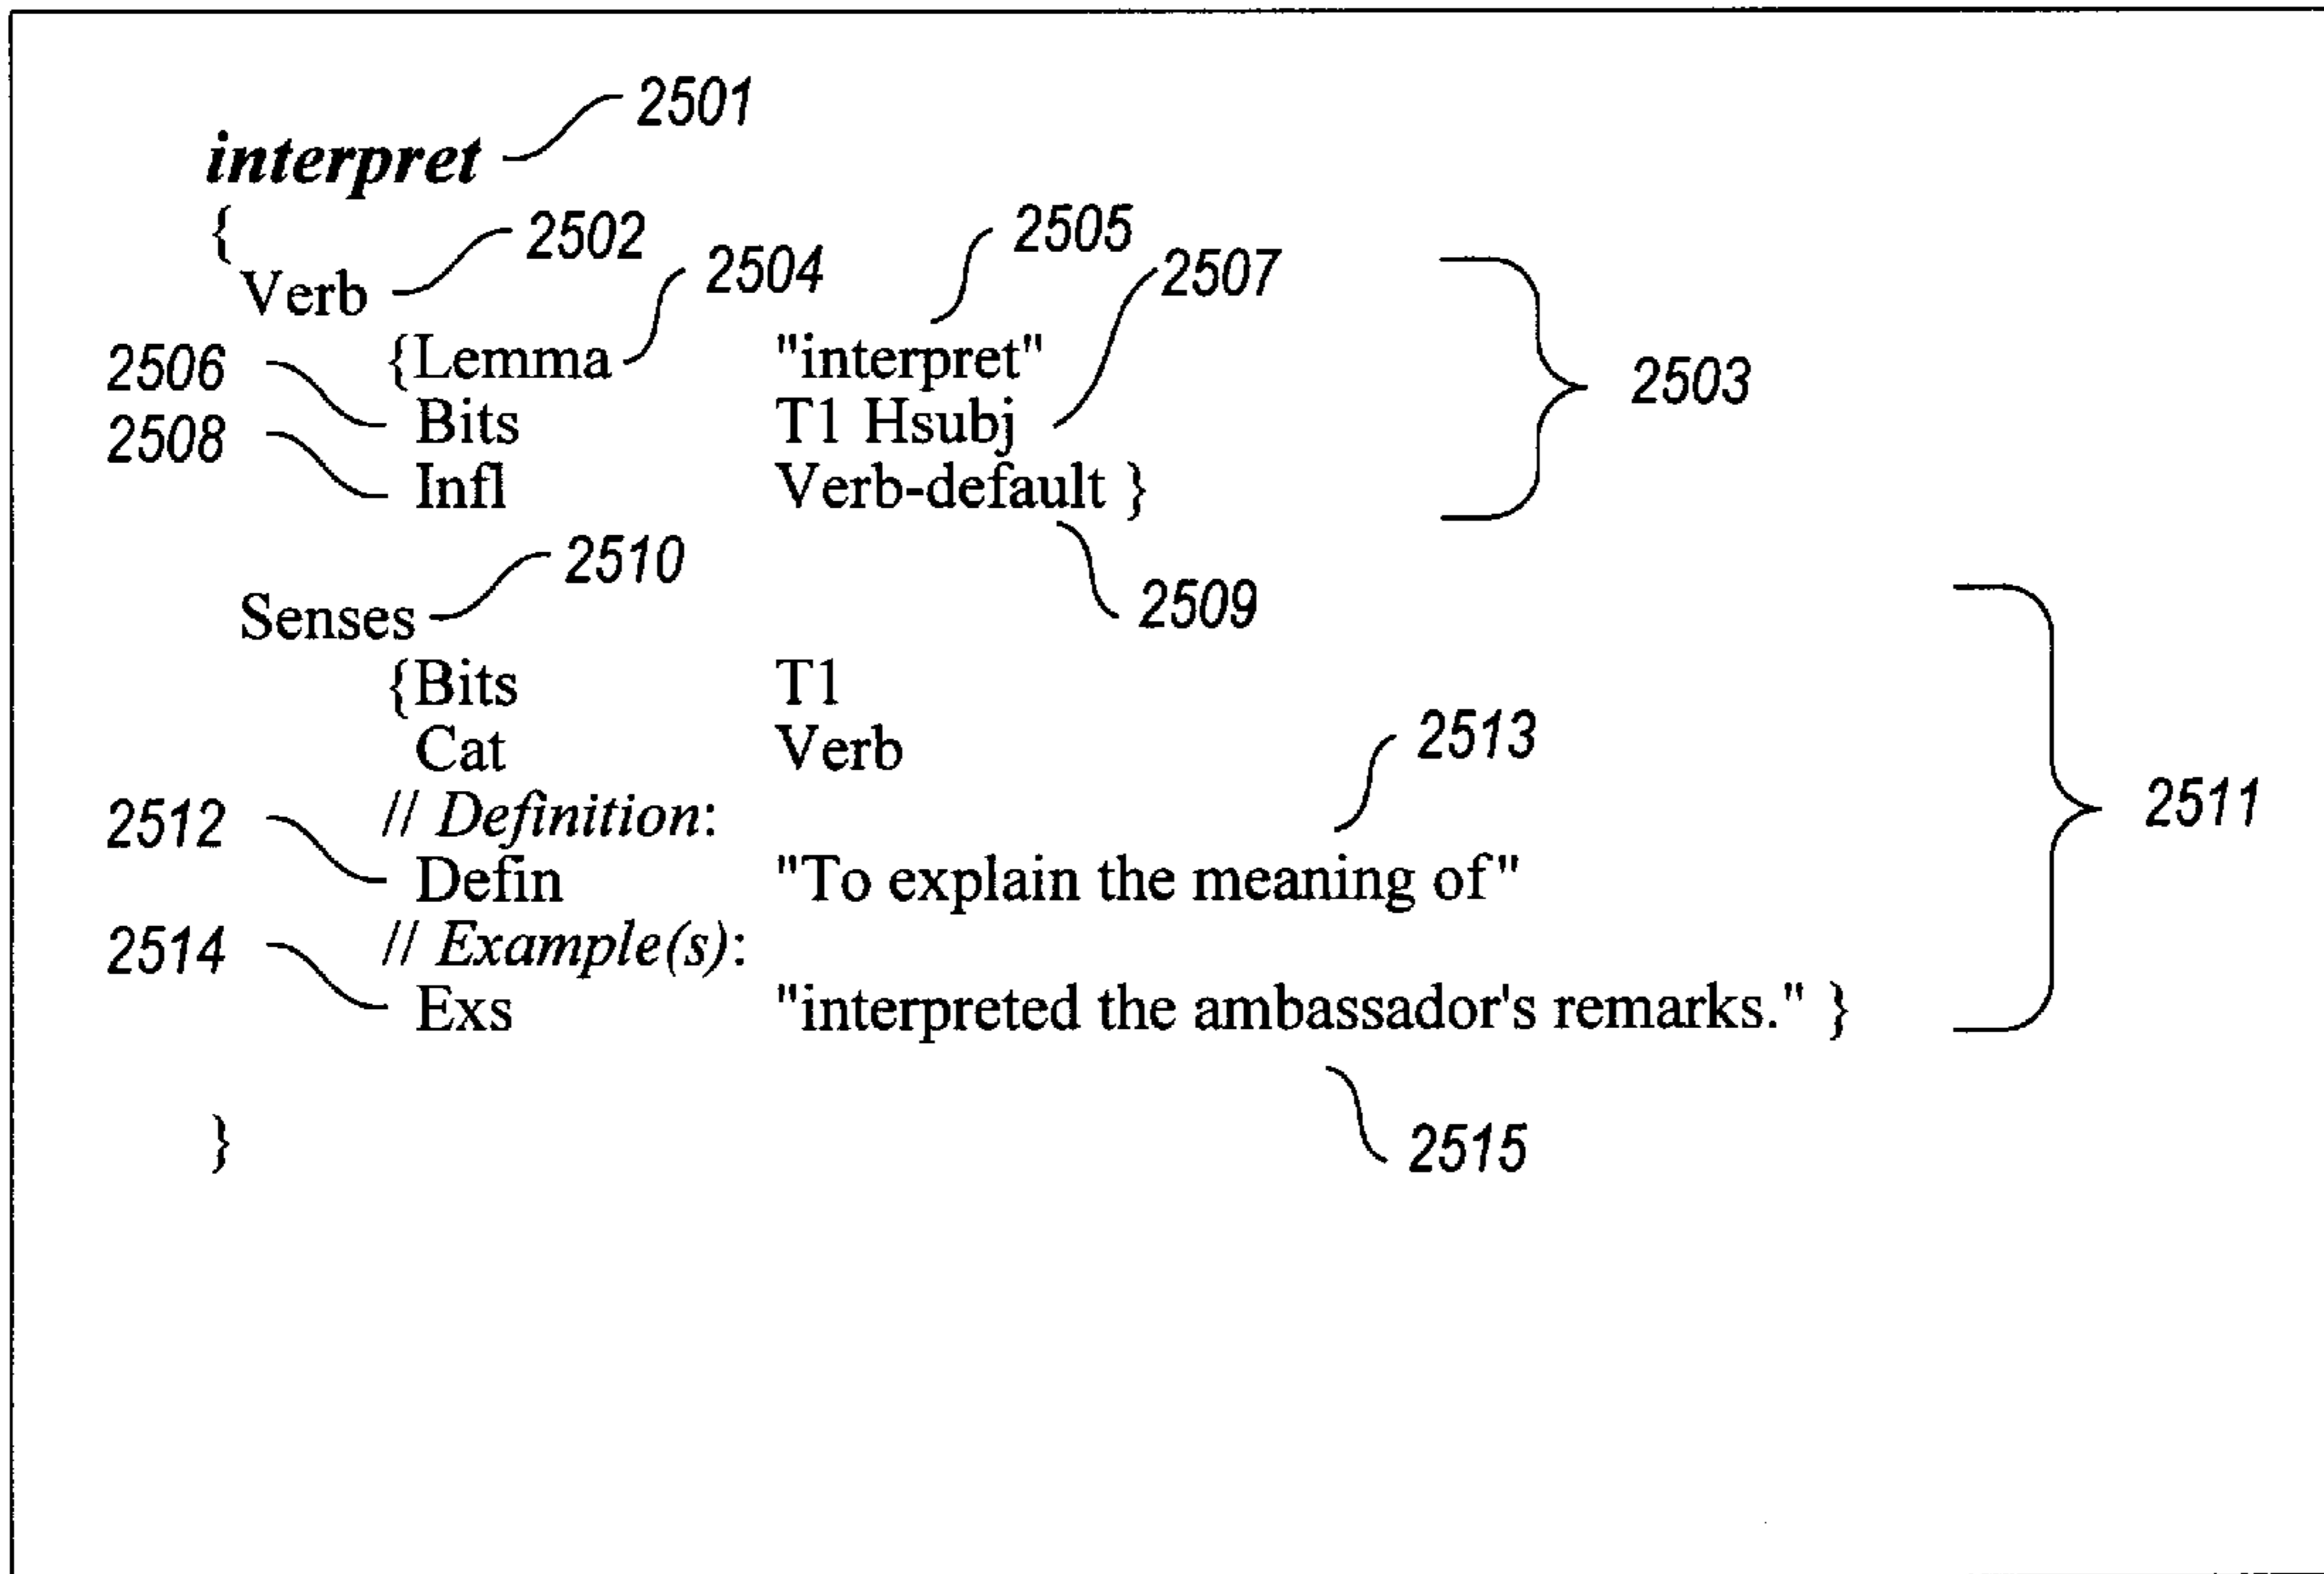 2501
interpret
{
2502 2505
Verb 2504 2507
2506 {Lemma "interpret" 2503
2508 Bits T1 Hsubj
Infl Verb-default }
2510
Senses 2509
{Bits T1
Cat Verb 2513
2512 // Definition: 2511
Defin "To explain the meaning of"
2514 // Example(s):
Exs "interpreted the ambassador's remarks." }
} 2515